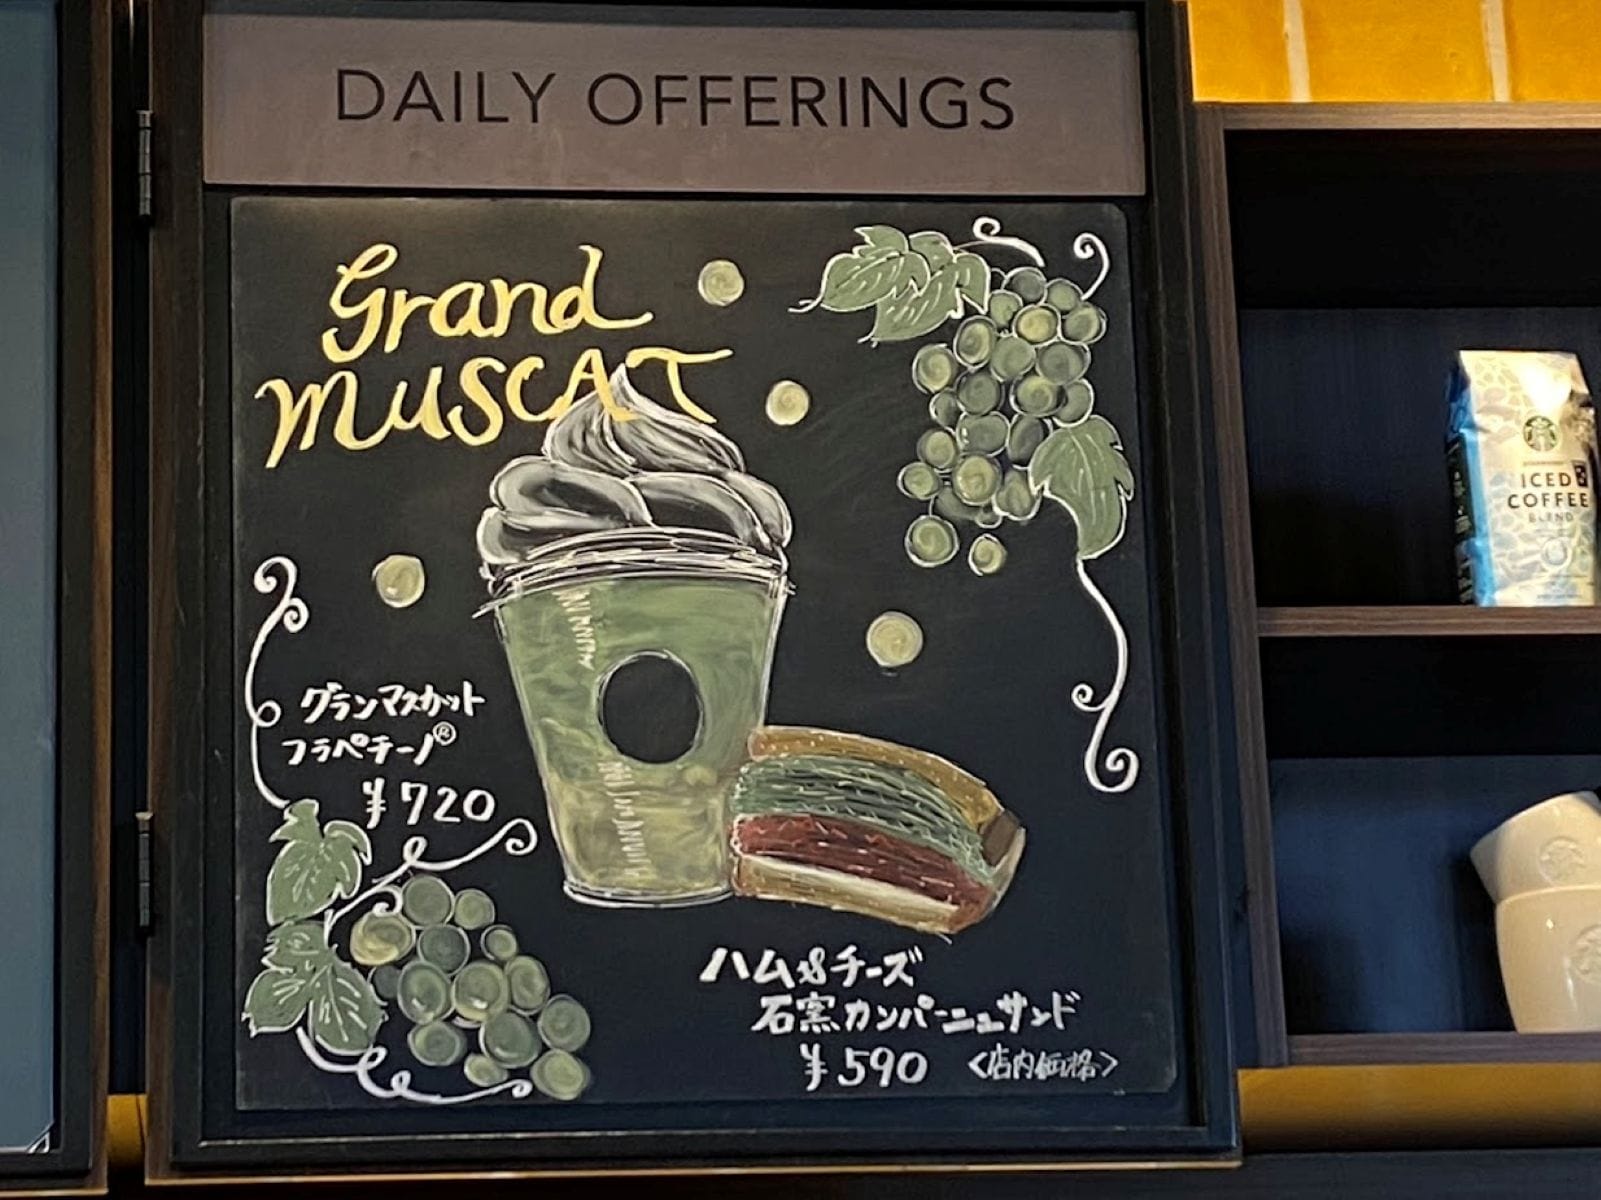 DAILY OFFERINGS
Grand
MUSCAT
グランマスカット
フラペチーノ®
¥720
ハム&チーズ
石窯カンパーニュサンド
¥590 <店内価格>
ICED
COFFEE
BLEND